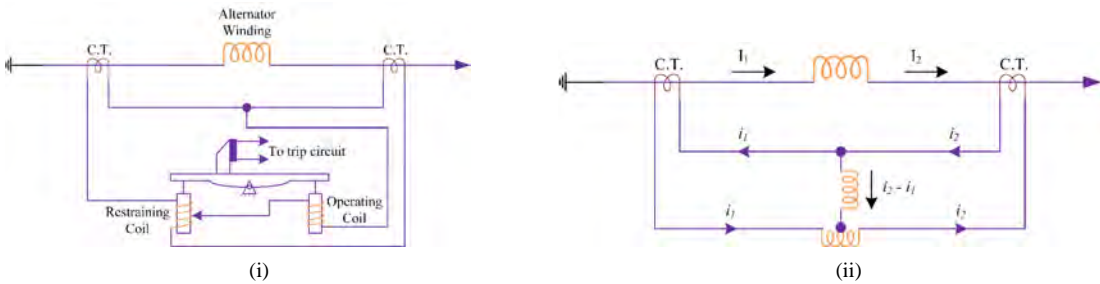 Alternator
Winding
C.T.
C.T.
To trip circuit
Restraining
Coil
Operating
Coil
(i)
I₁
I₂
C.T.
C.T.
i₁
i₂
i₂ - i₁
i₁
i₂
(ii)